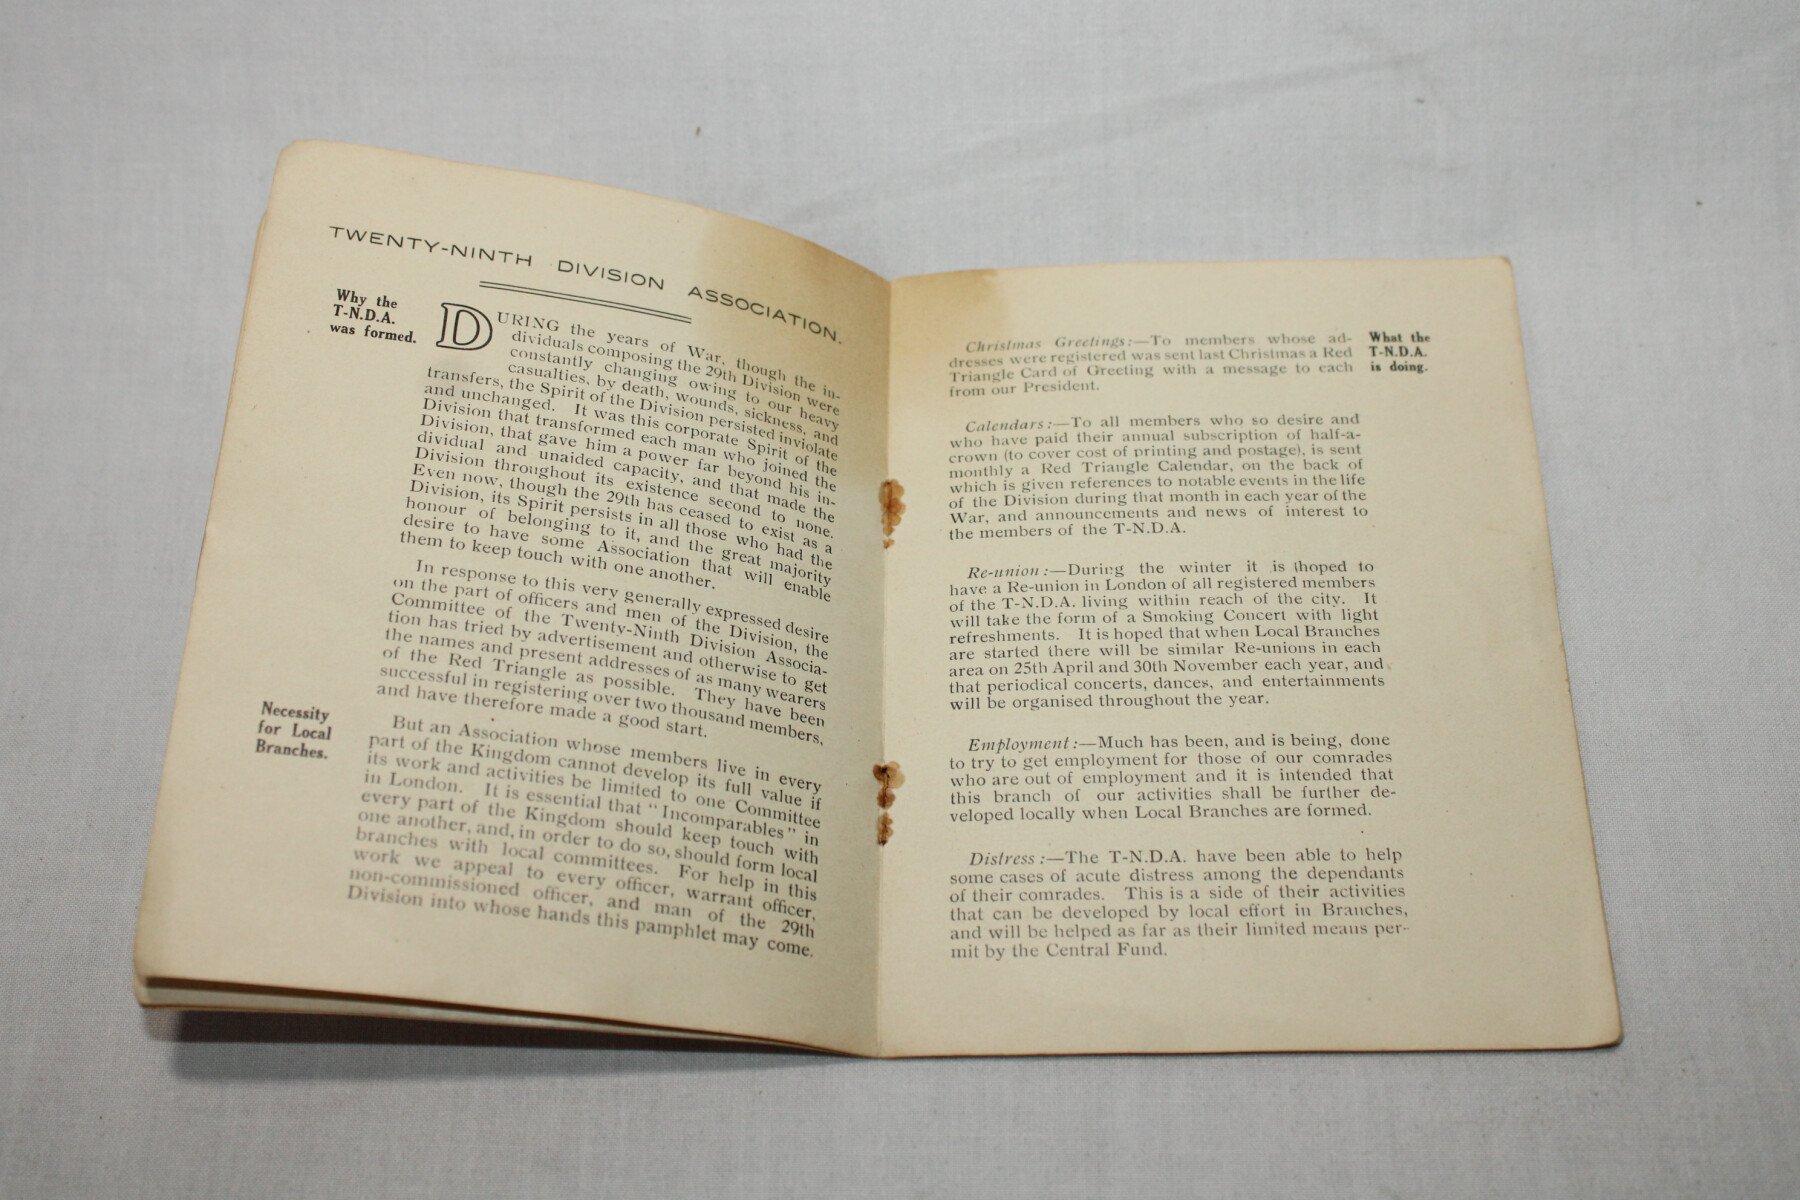 TWENTY-NINTH DIVISION ASSOCIATION.
Why the
T-N.D.A.
was formed.
DURING the years of War, though the in-
dividuals composing the 29th Division were
constantly changing owing to our heavy
casualties, by death, wounds, sickness, and
transfers, the Spirit of the Division persisted inviolate
and unchanged. It was this corporate Spirit of the
Division that transformed each man who joined the
Division, that gave him a power far beyond his in-
dividual and unaided capacity, and that made the
Division throughout its existence second to none.
Even now, though the 29th has ceased to exist as a
Division, its Spirit persists in all those who had the
honour of belonging to it, and the great majority
desire to have some Association that will enable
them to keep touch with one another.
In response to this very generally expressed desire
on the part of officers and men of the Division, the
Committee of the Twenty-Ninth Division Associa-
tion has tried by advertisement and otherwise to get
the names and present addresses of as many wearers
of the Red Triangle as possible. They have been
successful in registering over two thousand members,
and have therefore made a good start.
Necessity
for Local
Branches.
But an Association whose members live in every
part of the Kingdom cannot develop its full value if
its work and activities be limited to one Committee
in London. It is essential that "Incomparables" in
every part of the Kingdom should keep touch with
one another, and, in order to do so, should form local
branches with local committees. For help in this
work we appeal to every officer, warrant officer,
non-commissioned officer, and man of the 29th
Division into whose hands this pamphlet may come.
What the
T-N.D.A.
is doing.
Christmas Greetings:—To members whose ad-
dresses were registered was sent last Christmas a Red
Triangle Card of Greeting with a message to each
from our President.
Calendars:—To all members who so desire and
who have paid their annual subscription of half-a-
crown (to cover cost of printing and postage), is sent
monthly a Red Triangle Calendar, on the back of
which is given references to notable events in the life
of the Division during that month in each year of the
War, and announcements and news of interest to
the members of the T-N.D.A.
Re-union:—During the winter it is hoped to
have a Re-union in London of all registered members
of the T-N.D.A. living within reach of the city. It
will take the form of a Smoking Concert with light
refreshments. It is hoped that when Local Branches
are started there will be similar Re-unions in each
area on 25th April and 30th November each year, and
that periodical concerts, dances, and entertainments
will be organised throughout the year.
Employment:—Much has been, and is being, done
to try to get employment for those of our comrades
who are out of employment and it is intended that
this branch of our activities shall be further de-
veloped locally when Local Branches are formed.
Distress:—The T-N.D.A. have been able to help
some cases of acute distress among the dependants
of their comrades. This is a side of their activities
that can be developed by local effort in Branches,
and will be helped as far as their limited means per-
mit by the Central Fund.